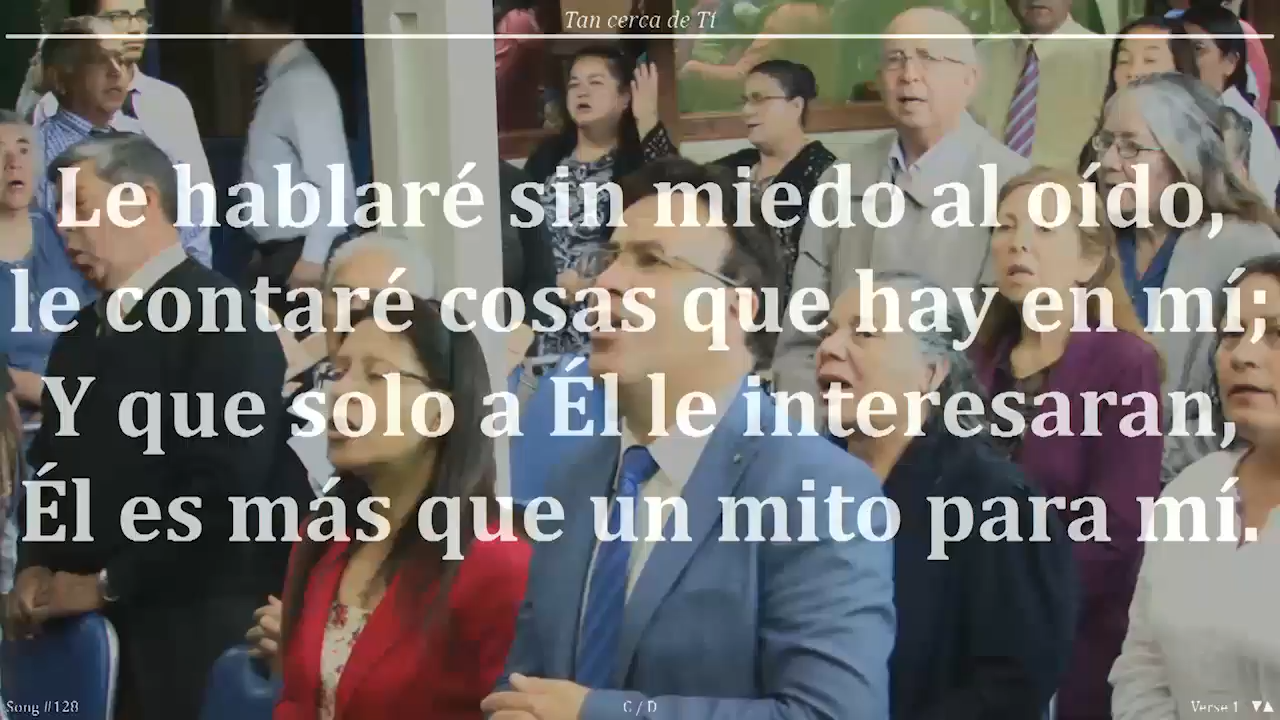 Tan cerca de Tí
Le hablaré sin miedo al oído,
le contaré cosas que hay en mí;
Y que solo a Él le interesaran,
Él es más que un mito para mí.
Song #128
C / D
Verse 1 ▼▲